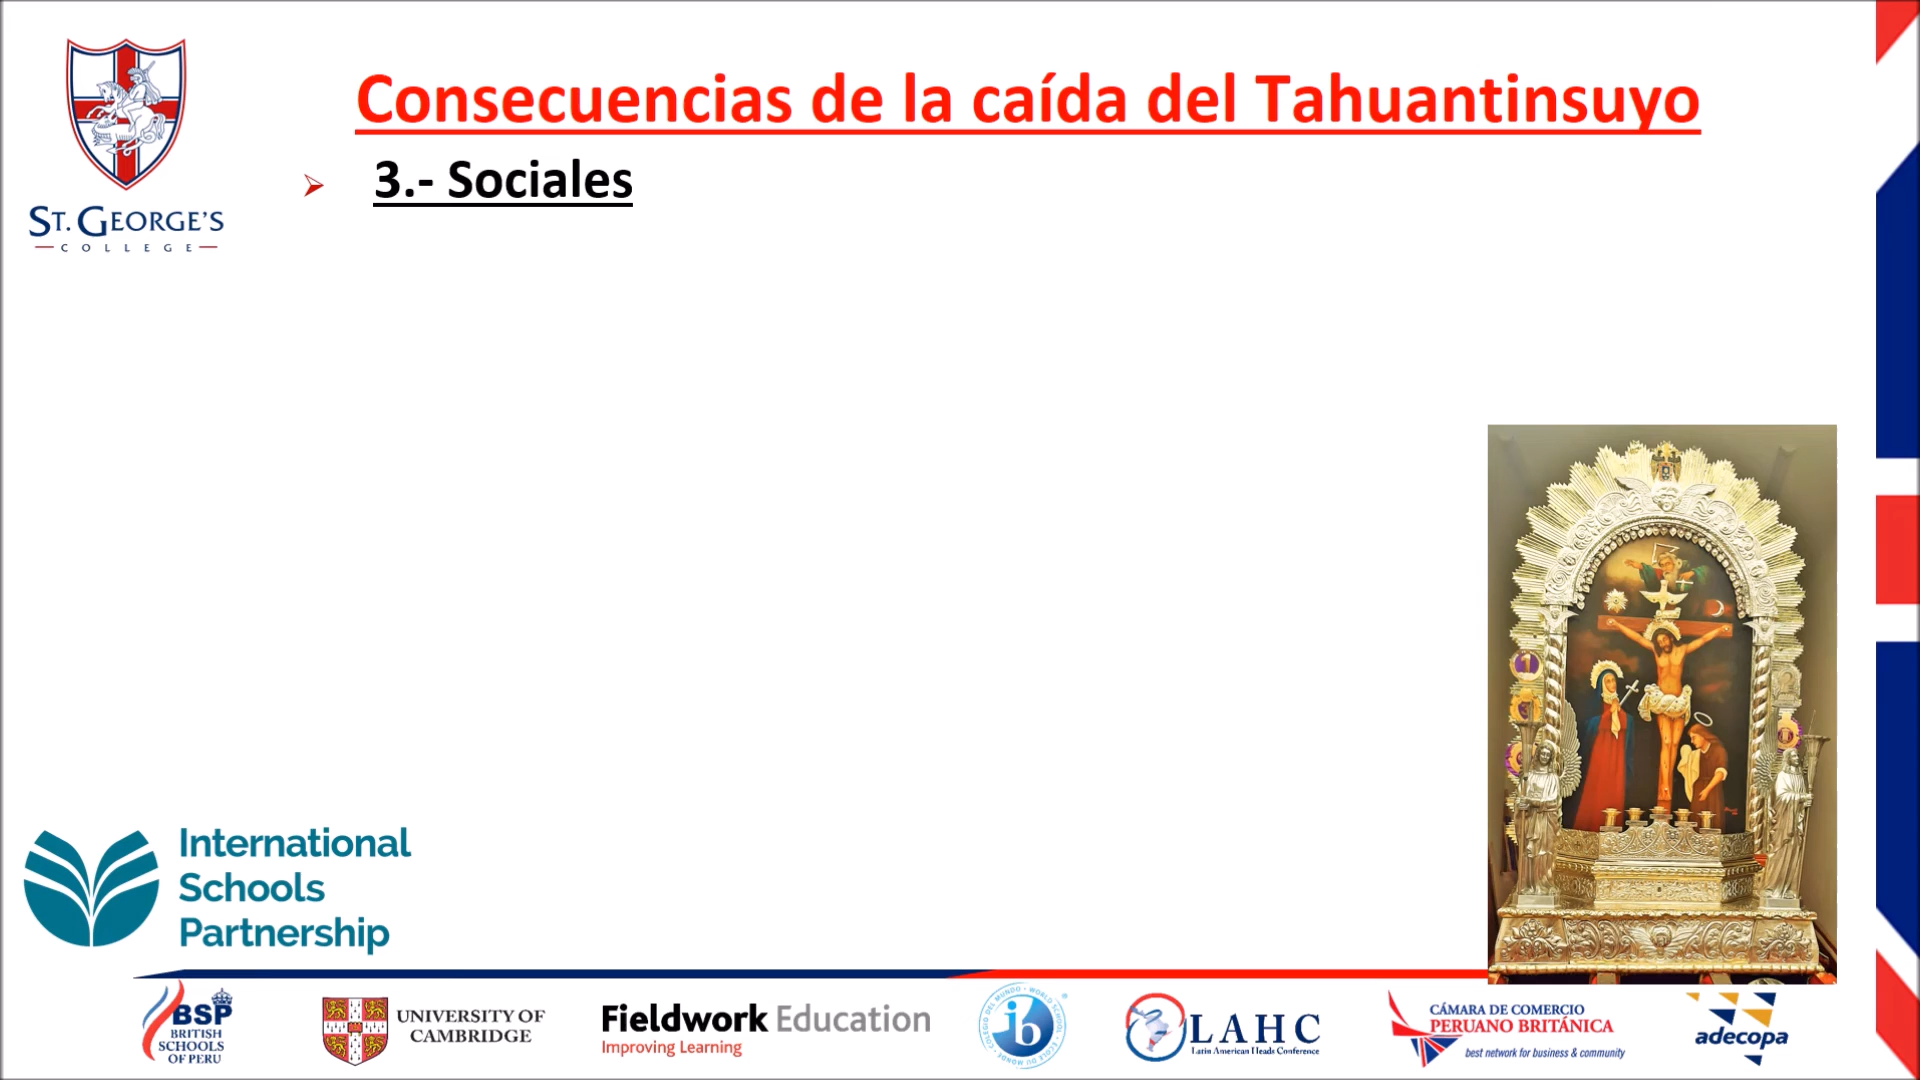 Consecuencias de la caída del Tahuantinsuyo
3.- Sociales
ST. GEORGE'S
COLLEGE
International
Schools
Partnership
BSP
BRITISH
SCHOOLS
OF PERU
UNIVERSITY OF
CAMBRIDGE
Fieldwork Education
Improving Learning
ib
LAHC
Latin American Heads Conference
CÁMARA DE COMERCIO
PERUANO BRITÁNICA
best network for business & community
adecopa